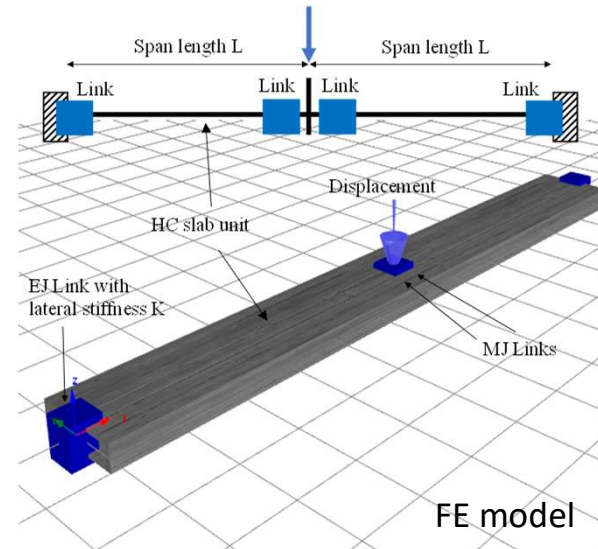 Span length L
Span length L
Link
Link
Link
Link
Displacement
HC slab unit
EJ Link with
lateral stiffness K
MJ Links
z
FE model